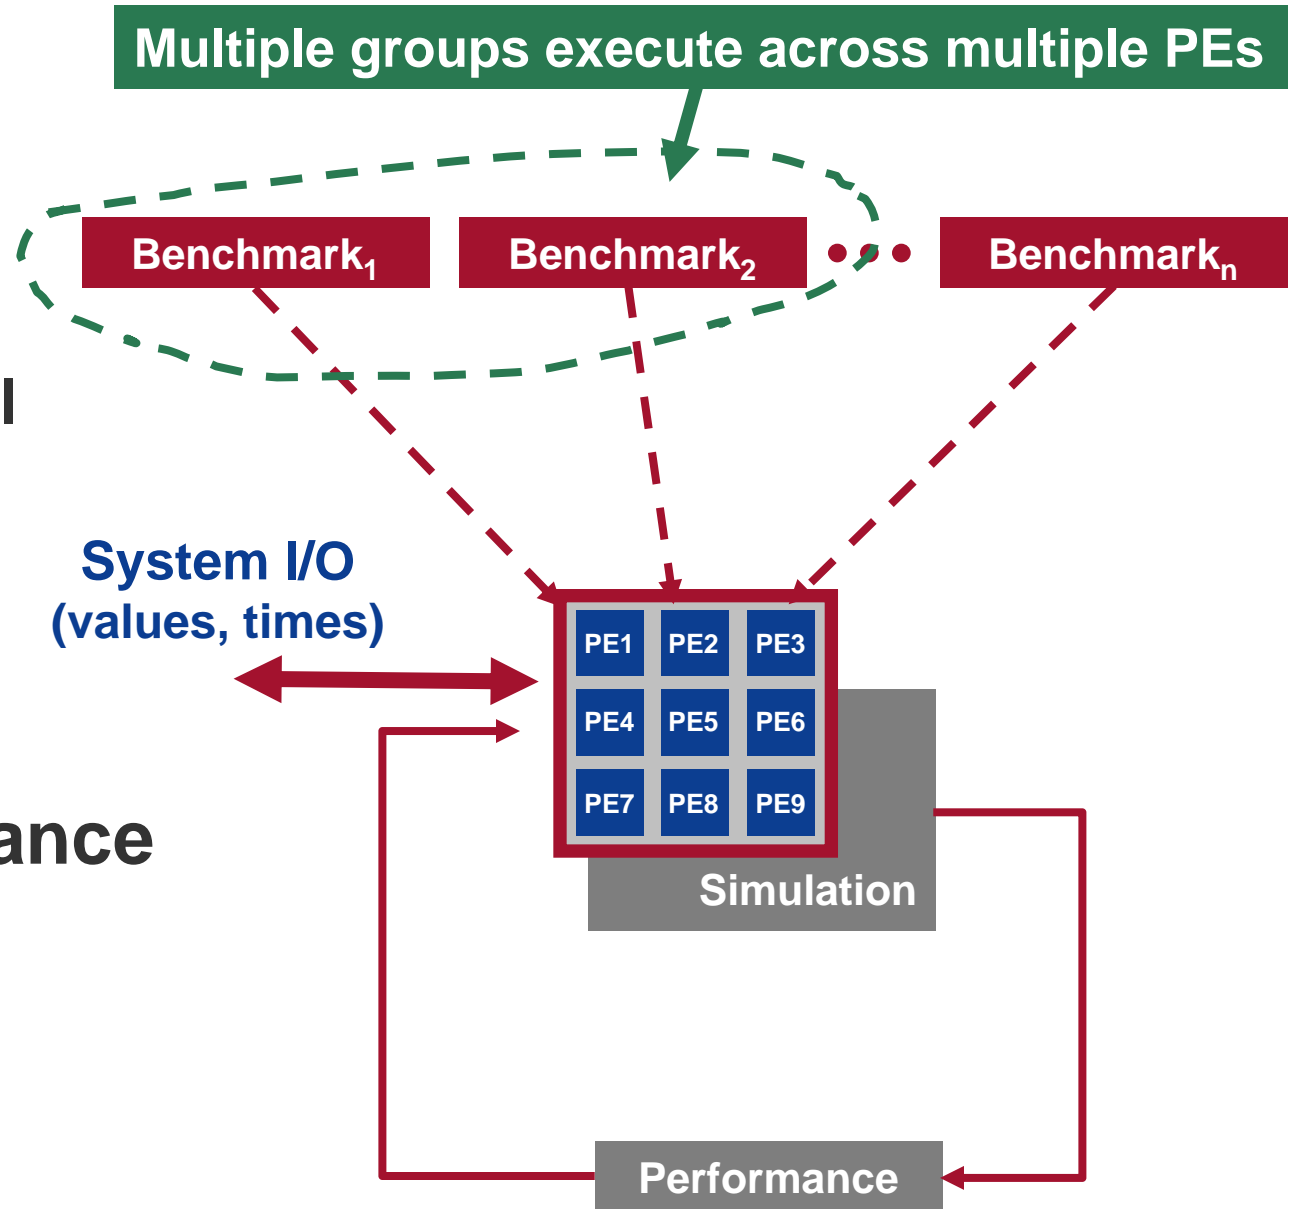 Multiple groups execute across multiple PEs
Benchmark1 Benchmark2 ••• Benchmarkn
l
System I/O
(values, times)
PE1 PE2 PE3
PE4 PE5 PE6
PE7 PE8 PE9
ance
Simulation
Performance